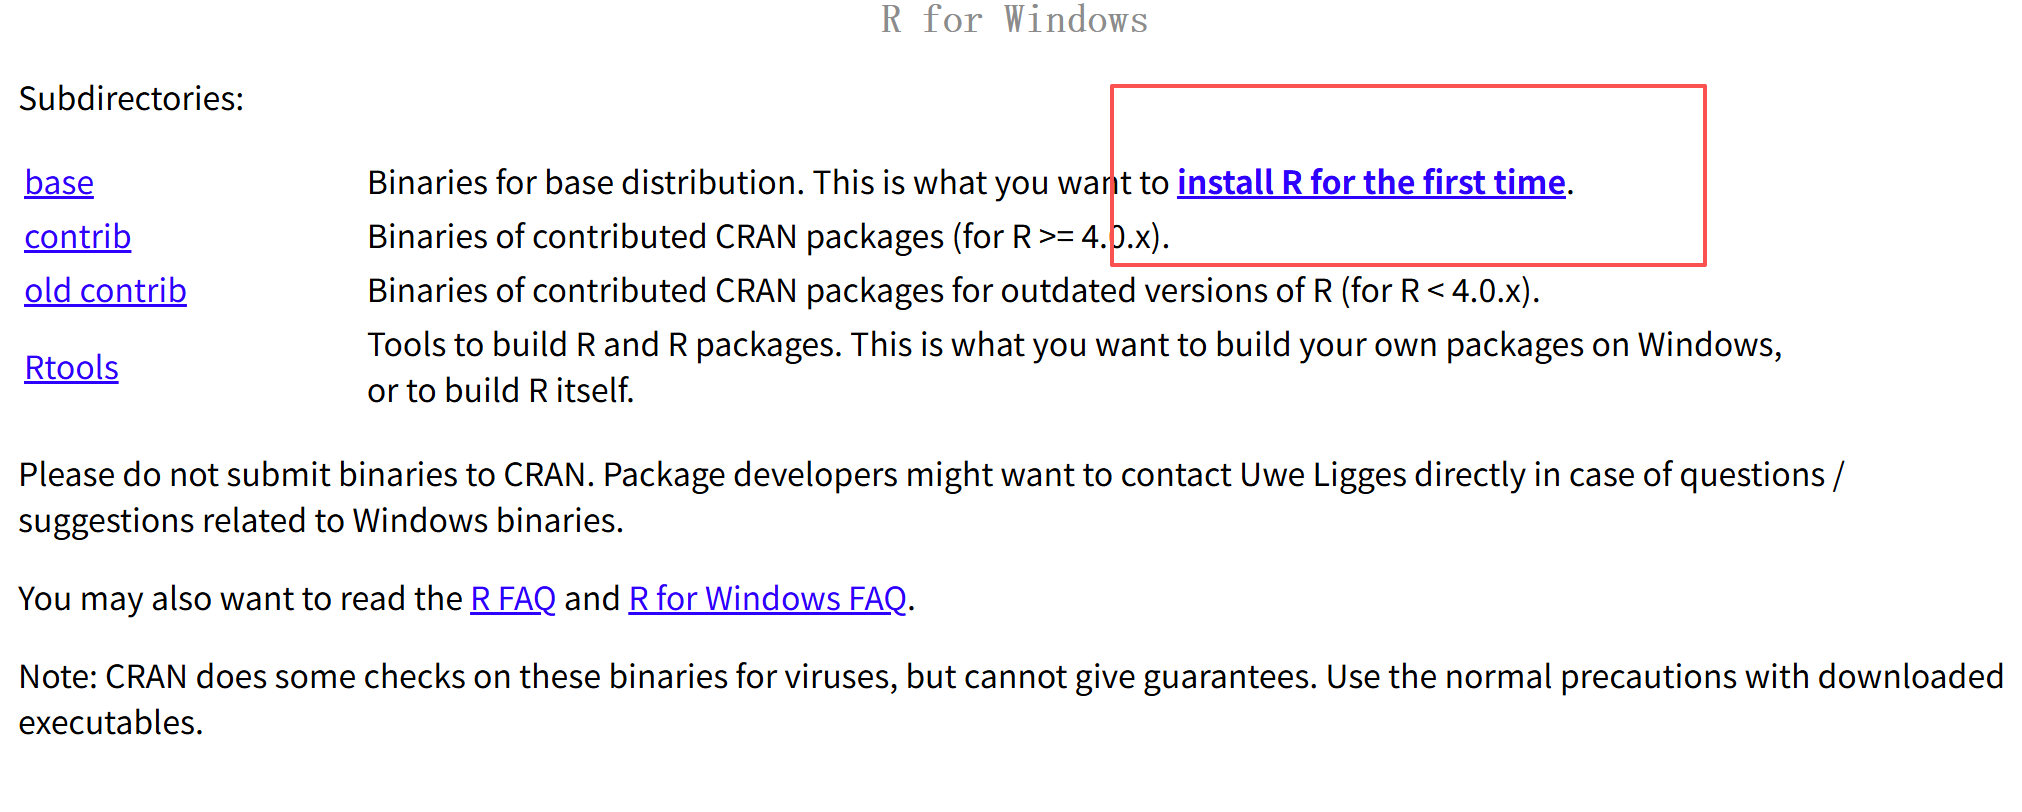 R for Windows
Subdirectories:
base Binaries for base distribution. This is what you want to install R for the first time.
contrib Binaries of contributed CRAN packages (for R >= 4.0.x).
old contrib Binaries of contributed CRAN packages for outdated versions of R (for R < 4.0.x).
Rtools Tools to build R and R packages. This is what you want to build your own packages on Windows,
or to build R itself.
Please do not submit binaries to CRAN. Package developers might want to contact Uwe Ligges directly in case of questions /
suggestions related to Windows binaries.
You may also want to read the R FAQ and R for Windows FAQ.
Note: CRAN does some checks on these binaries for viruses, but cannot give guarantees. Use the normal precautions with downloaded
executables.